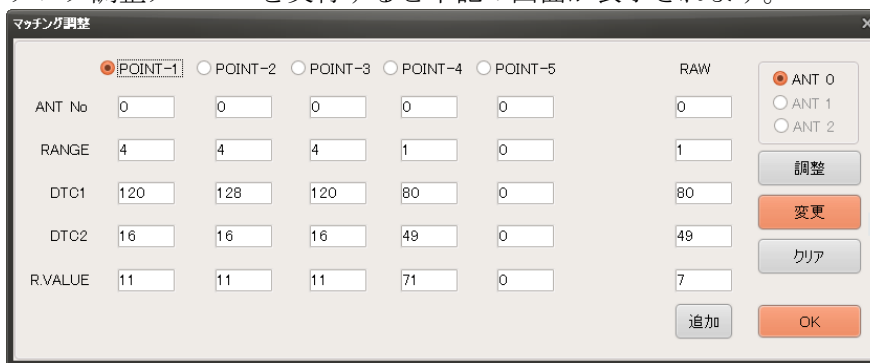 マッチング調整
POINT-1 POINT-2 POINT-3 POINT-4 POINT-5 RAW
ANT 0
ANT No 0 0 0 0 0 0
ANT 1
ANT 2
RANGE 4 4 4 1 0 1
調整
DTC1 120 128 120 80 0 80
変更
DTC2 16 16 16 49 0 49
クリア
R.VALUE 11 11 11 71 0 7
追加 OK